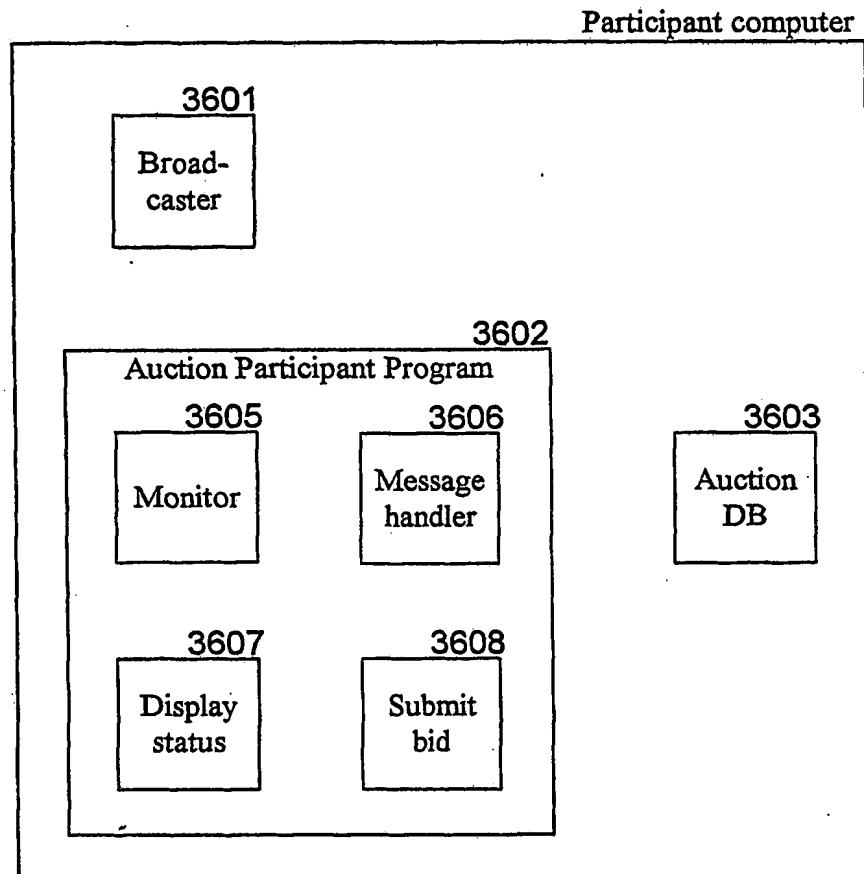 Participant computer
3601
Broad-
caster
3602
Auction Participant Program
3605
Monitor
3606
Message
handler
3603
Auction
DB
3607
Display
status
3608
Submit
bid